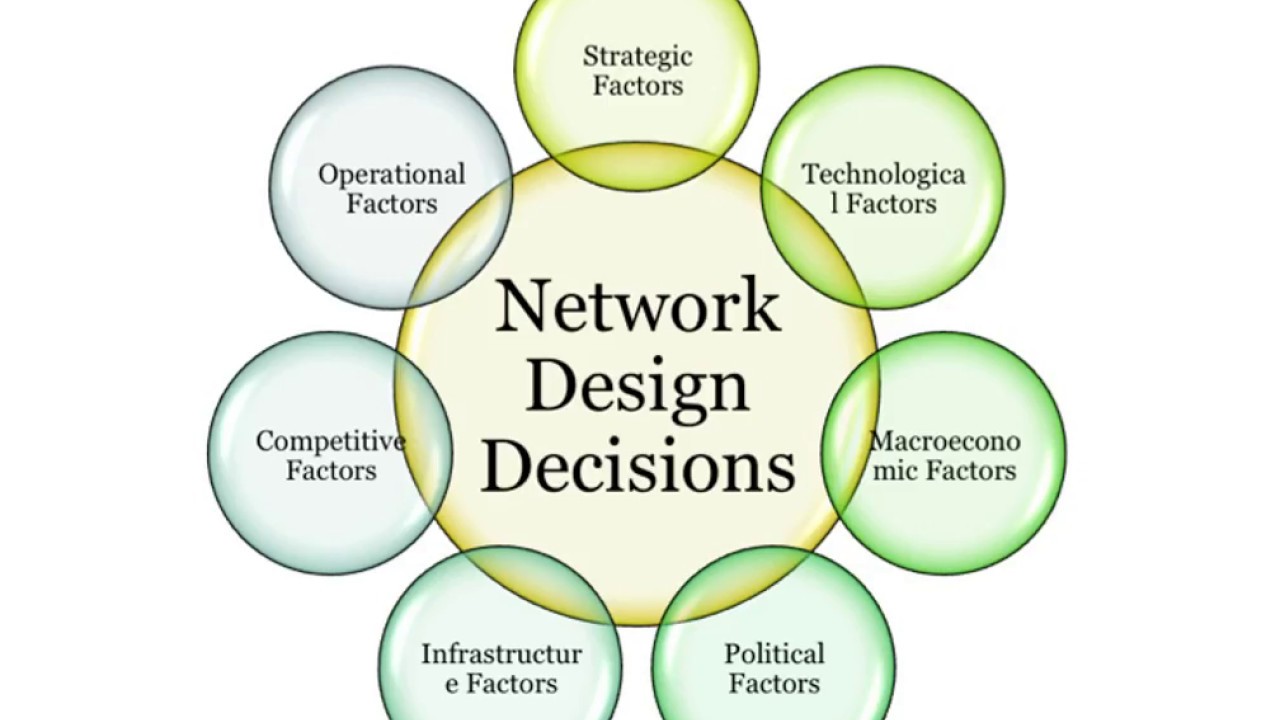 Strategic
Factors
Technologica
l Factors
Macroecono
mic Factors
Political
Factors
Infrastructur
e Factors
Competitive
Factors
Operational
Factors
Network
Design
Decisions